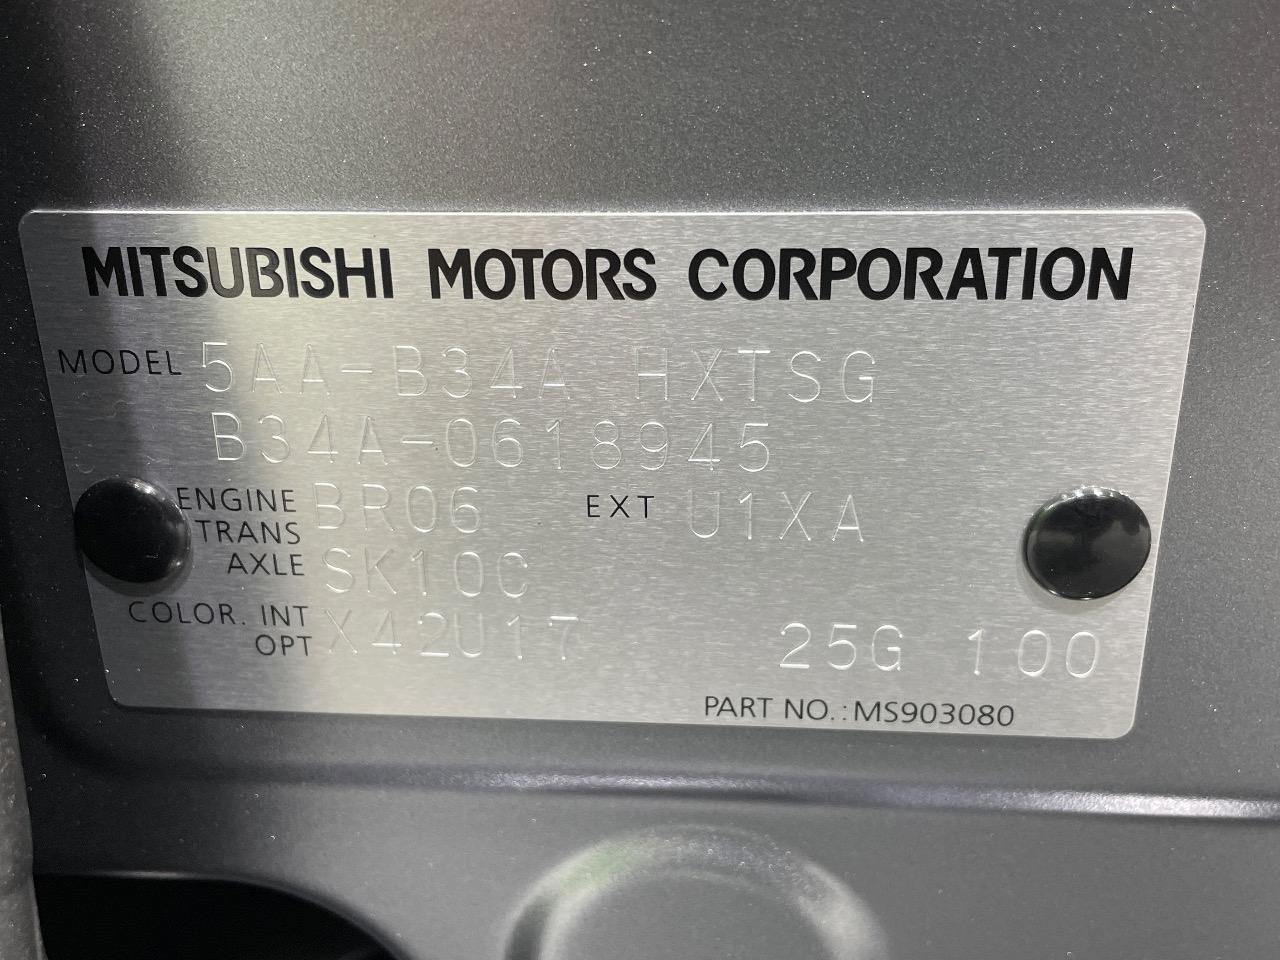 MITSUBISHI MOTORS CORPORATION
MODEL 5AA-B34A HXTSG
B34A-0618945
ENGINE BR06 EXT U1XA
TRANS
AXLE SK10C
COLOR. INT
OPT X42U17 25G 100
PART NO.:MS903080